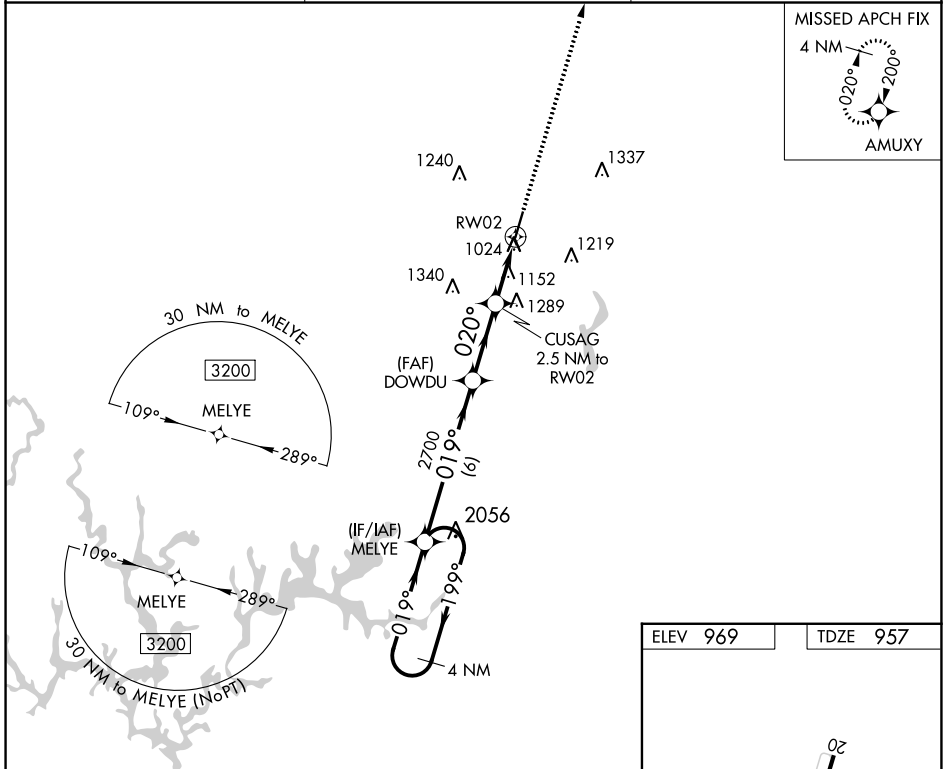 MISSED APCH FIX
4 NM
020°
200°
AMUXY
1240
1337
RW02
1024
1219
1340
1152
1289
30 NM to MELYE
3200
109°
MELYE
289°
020°
CUSAG
2.5 NM to
RW02
(FAF)
DOWDU
2700
019°
(6)
(IF/IAF)
MELYE
2056
109°
289°
MELYE
3200
30 NM to MELYE (NoPT)
019°
199°
4 NM
ELEV 969
TDZE 957
20